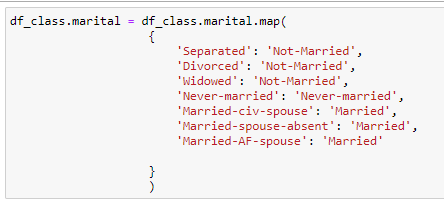 df_class.marital = df_class.marital.map(
{
'Separated': 'Not-Married',
'Divorced': 'Not-Married',
'Widowed': 'Not-Married',
'Never-married': 'Never-married',
'Married-civ-spouse': 'Married',
'Married-spouse-absent': 'Married',
'Married-AF-spouse': 'Married'
}
)